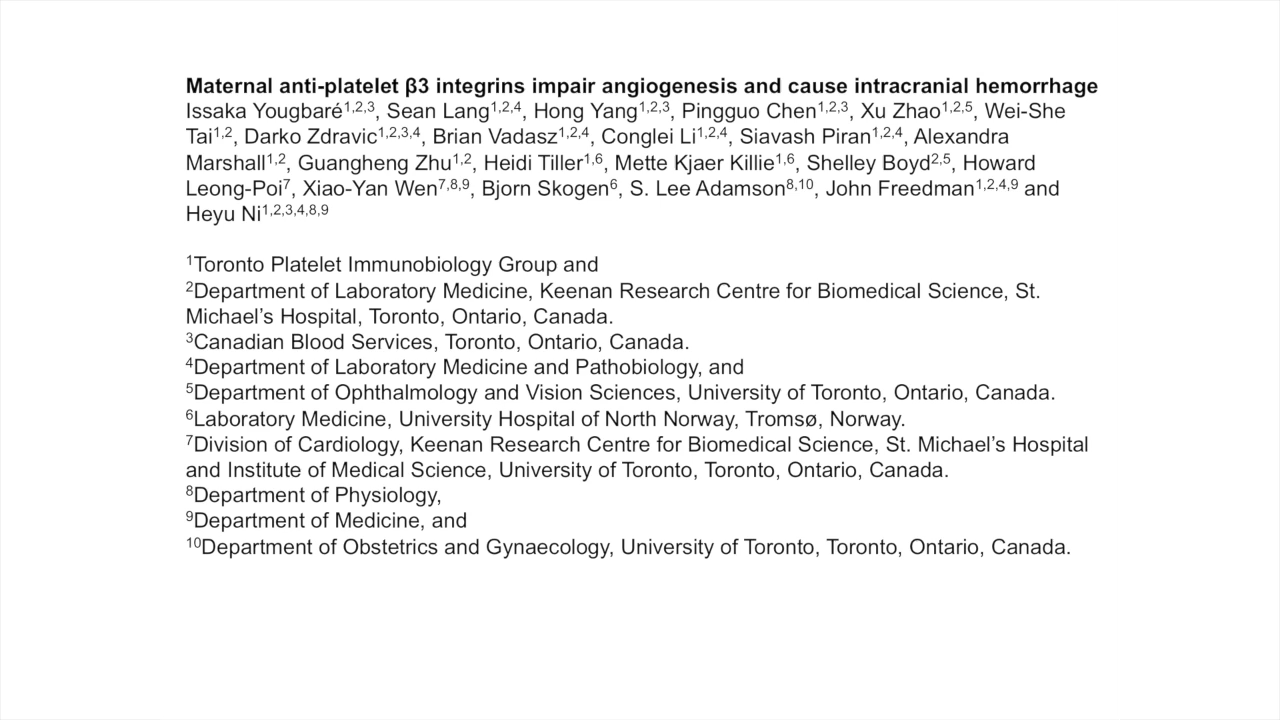 Maternal anti-platelet β3 integrins impair angiogenesis and cause intracranial hemorrhage
Issaka Yougbaré1,2,3, Sean Lang1,2,4, Hong Yang1,2,3, Pingguo Chen1,2,3, Xu Zhao1,2,5, Wei-She
Tai1,2, Darko Zdravic1,2,3,4, Brian Vadasz1,2,4, Conglei Li1,2,4, Siavash Piran1,2,4, Alexandra
Marshall1,2, Guangheng Zhu1,2, Heidi Tiller1,6, Mette Kjaer Killie1,6, Shelley Boyd2,5, Howard
Leong-Poi7, Xiao-Yan Wen7,8,9, Bjorn Skogen6, S. Lee Adamson8,10, John Freedman1,2,4,9 and
Heyu Ni1,2,3,4,8,9
1Toronto Platelet Immunobiology Group and
2Department of Laboratory Medicine, Keenan Research Centre for Biomedical Science, St.
Michael’s Hospital, Toronto, Ontario, Canada.
3Canadian Blood Services, Toronto, Ontario, Canada.
4Department of Laboratory Medicine and Pathobiology, and
5Department of Ophthalmology and Vision Sciences, University of Toronto, Ontario, Canada.
6Laboratory Medicine, University Hospital of North Norway, Tromsø, Norway.
7Division of Cardiology, Keenan Research Centre for Biomedical Science, St. Michael’s Hospital
and Institute of Medical Science, University of Toronto, Toronto, Ontario, Canada.
8Department of Physiology,
9Department of Medicine, and
10Department of Obstetrics and Gynaecology, University of Toronto, Toronto, Ontario, Canada.